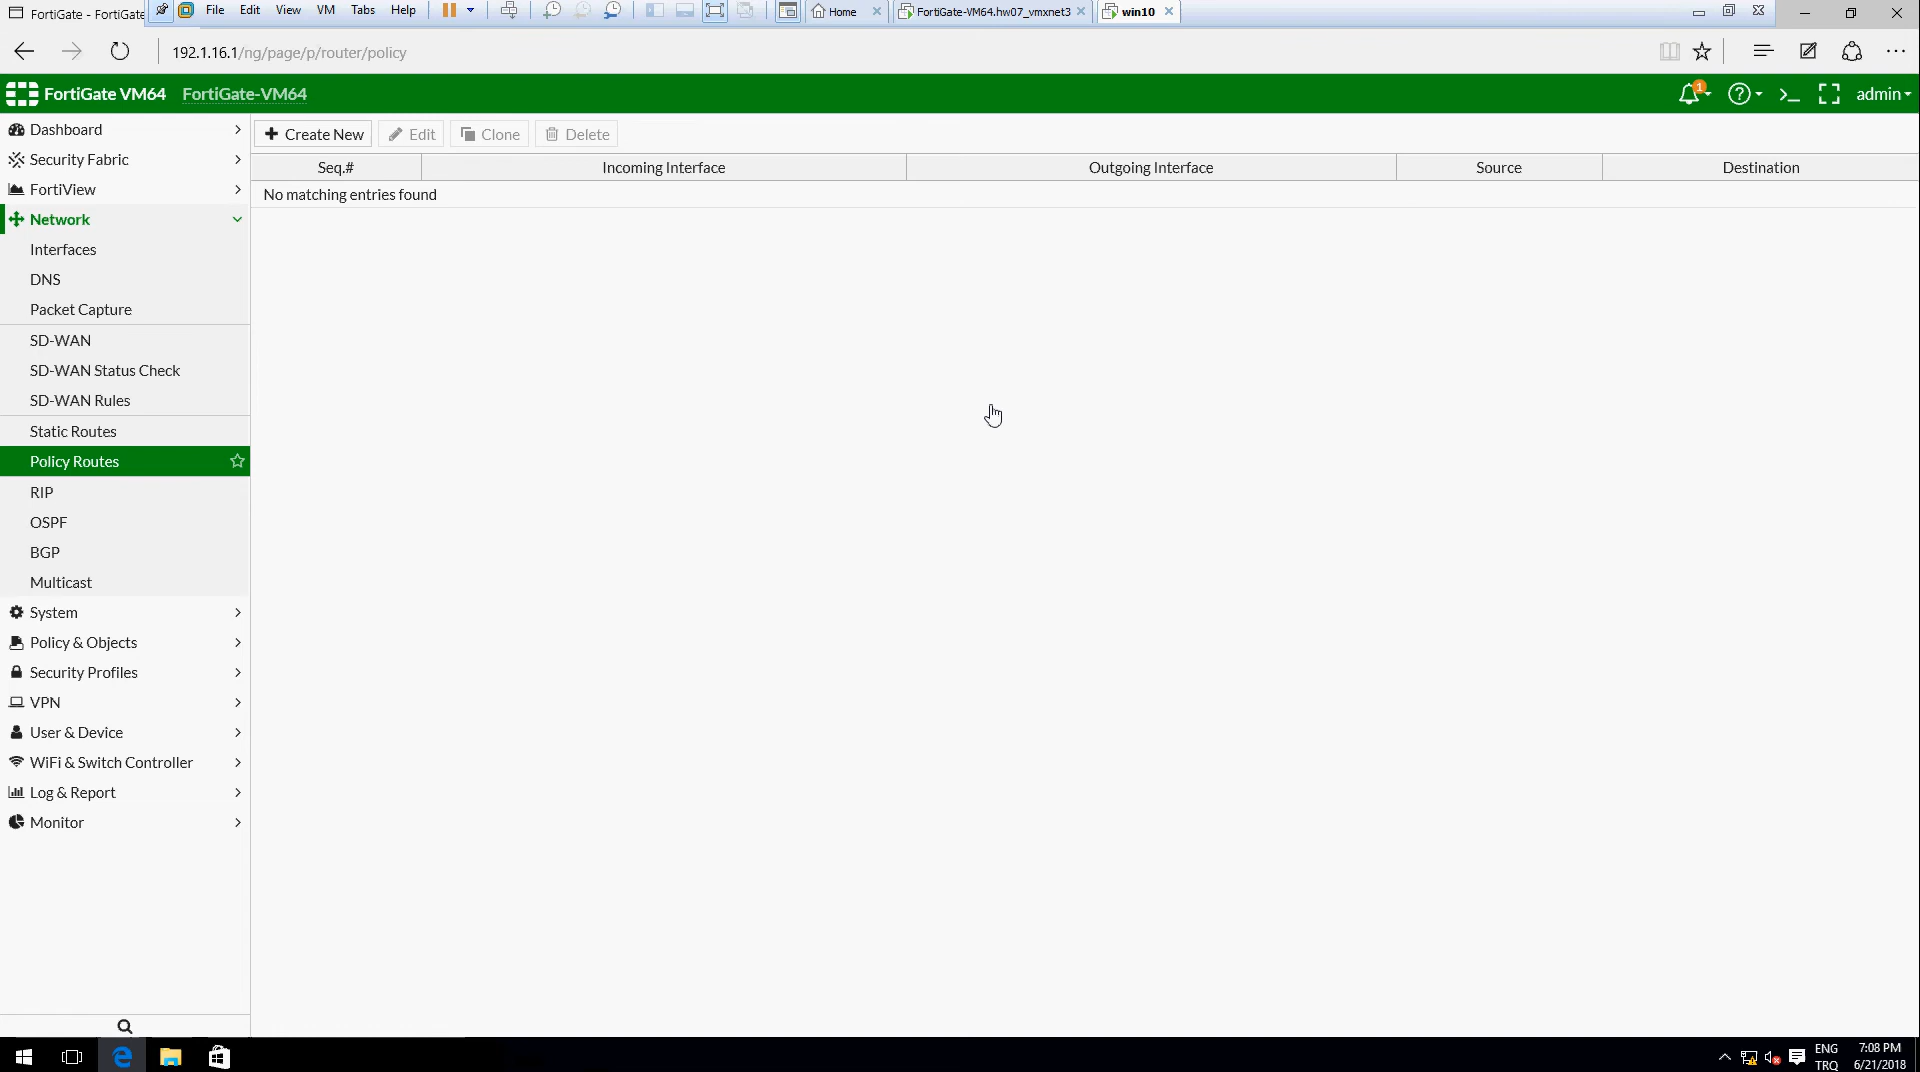 FortiGate - FortiGate
File Edit View VM Tabs Help
Home
FortiGate-VM64.hw07_vmxnet3
win10
192.1.16.1/ng/page/p/router/policy
FortiGate VM64 FortiGate-VM64
1
admin
Dashboard
Security Fabric
FortiView
Network
Interfaces
DNS
Packet Capture
SD-WAN
SD-WAN Status Check
SD-WAN Rules
Static Routes
Policy Routes
RIP
OSPF
BGP
Multicast
System
Policy & Objects
Security Profiles
VPN
User & Device
WiFi & Switch Controller
Log & Report
Monitor
Create New Edit Clone Delete
Seq.# Incoming Interface Outgoing Interface Source Destination
No matching entries found
ENG
TRQ
7:08 PM
6/21/2018